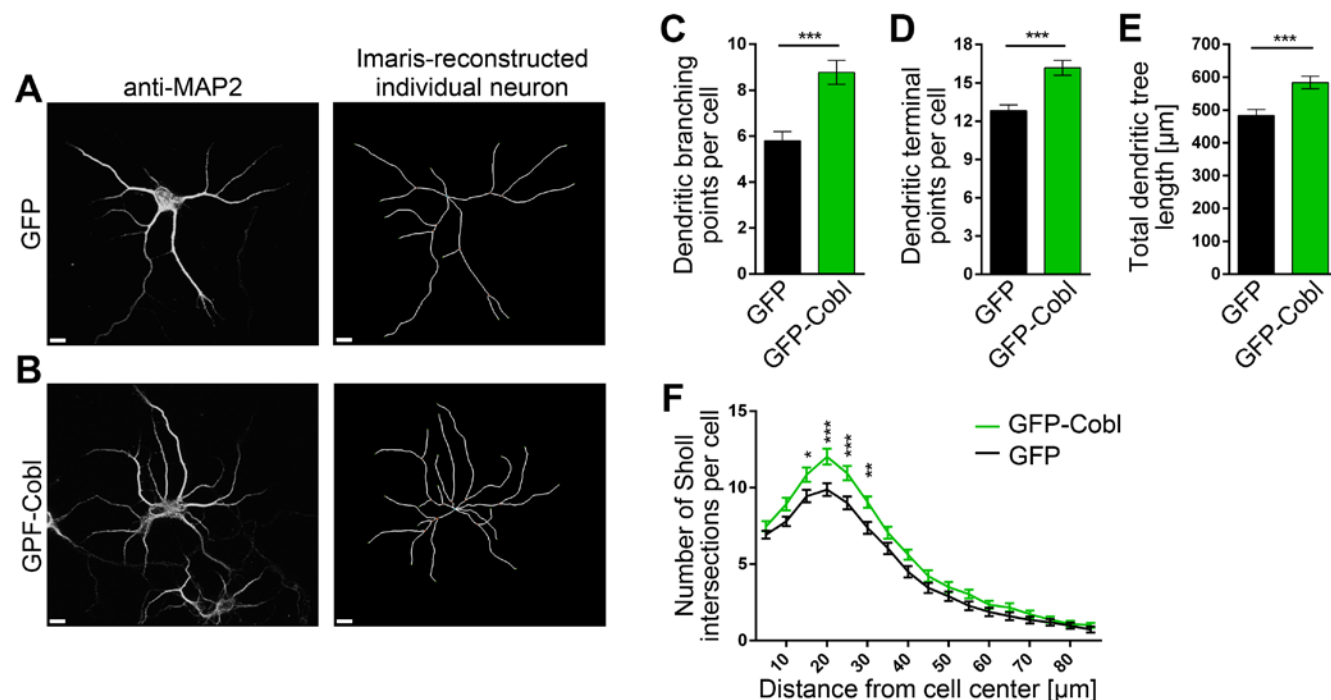 A
anti-MAP2
Imaris-reconstructed
individual neuron
GFP
B
GPF-Cobl
C
Dendritic branching
points per cell
10
8
6
4
2
0
***
GFP
GFP-Cobl
D
Dendritic terminal
points per cell
18
15
12
9
6
3
0
***
GFP
GFP-Cobl
E
Total dendritic tree
length [µm]
700
600
500
400
300
200
100
0
***
GFP
GFP-Cobl
F
Number of Sholl
intersections per cell
15
10
5
0
*
***
***
**
GFP-Cobl
GFP
10
20
30
40
50
60
70
80
Distance from cell center [µm]